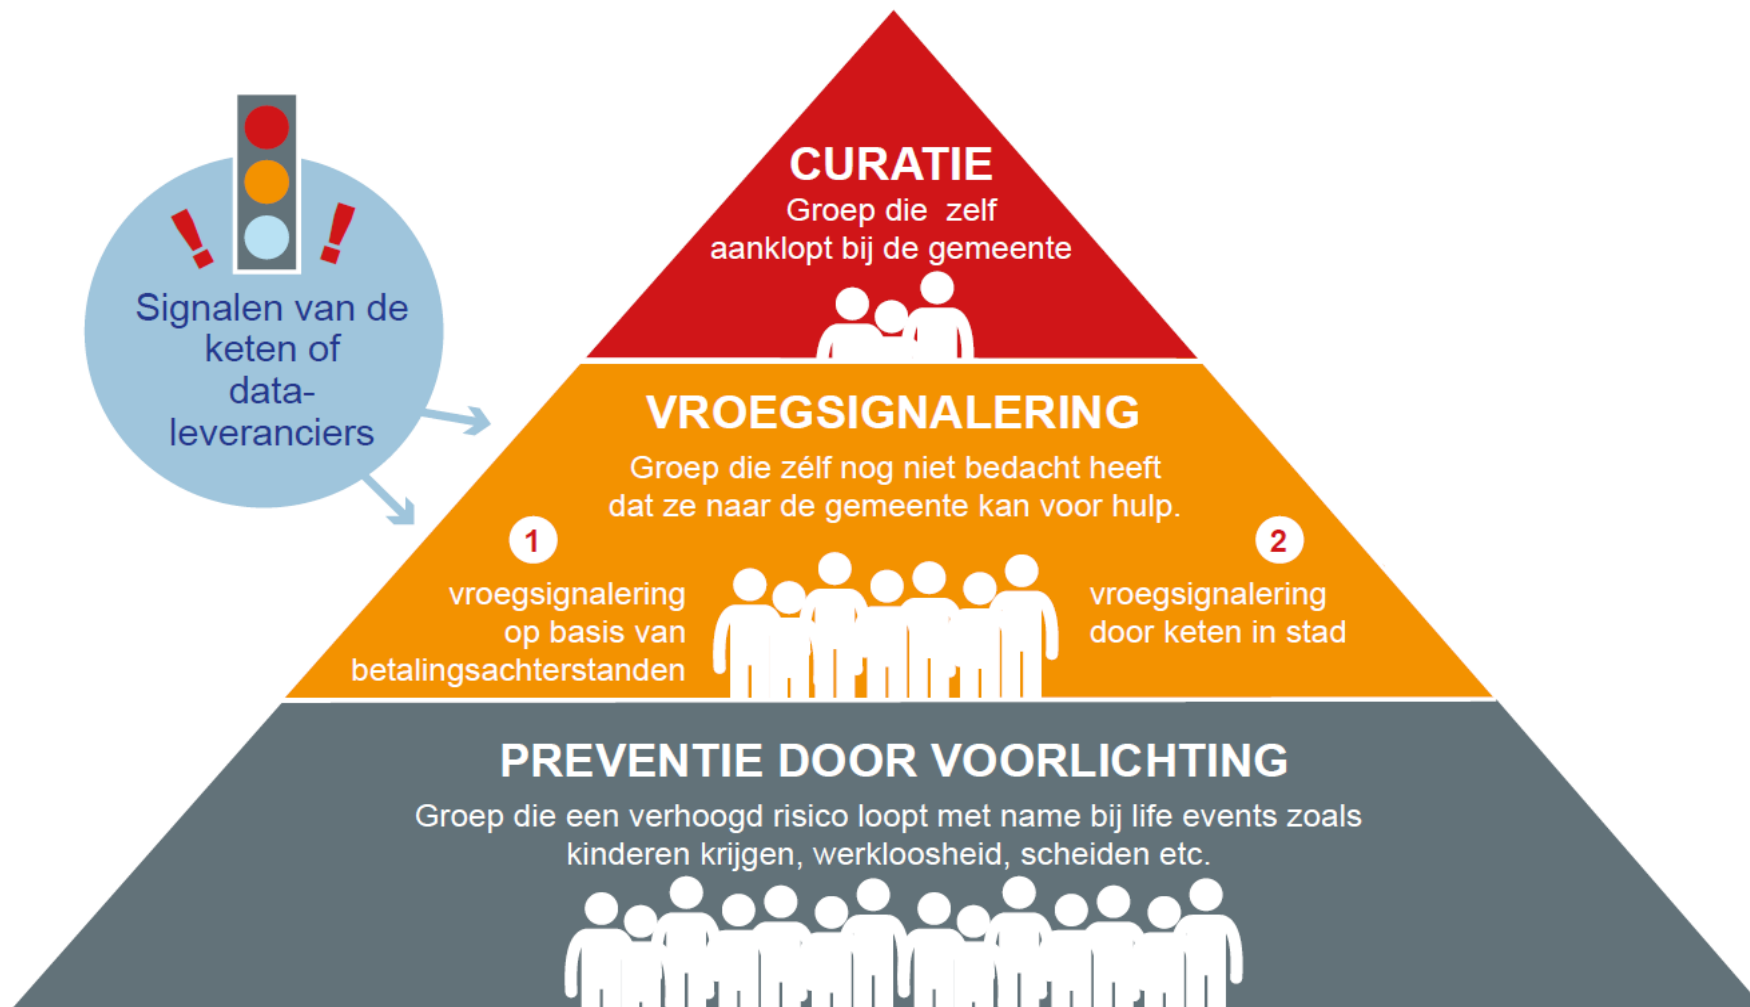 CURATIE
Groep die zelf
aanklopt bij de gemeente
Signalen van de
keten of
data-
leveranciers
VROEGSIGNALERING
Groep die zélf nog niet bedacht heeft
dat ze naar de gemeente kan voor hulp.
1
vroegsignalering
op basis van
betalingsachterstanden
2
vroegsignalering
door keten in stad
PREVENTIE DOOR VOORLICHTING
Groep die een verhoogd risico loopt met name bij life events zoals
kinderen krijgen, werkloosheid, scheiden etc.